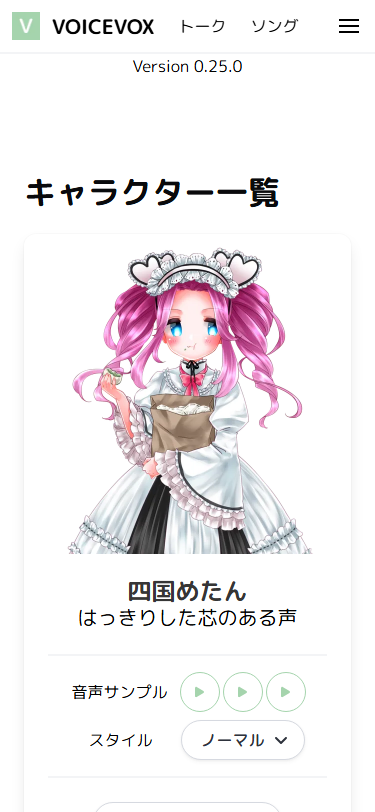 V VOICEVOX トーク ソング
Version 0.25.0
キャラクター一覧
四国めたん
はっきりした芯のある声
音声サンプル
スタイル ノーマル